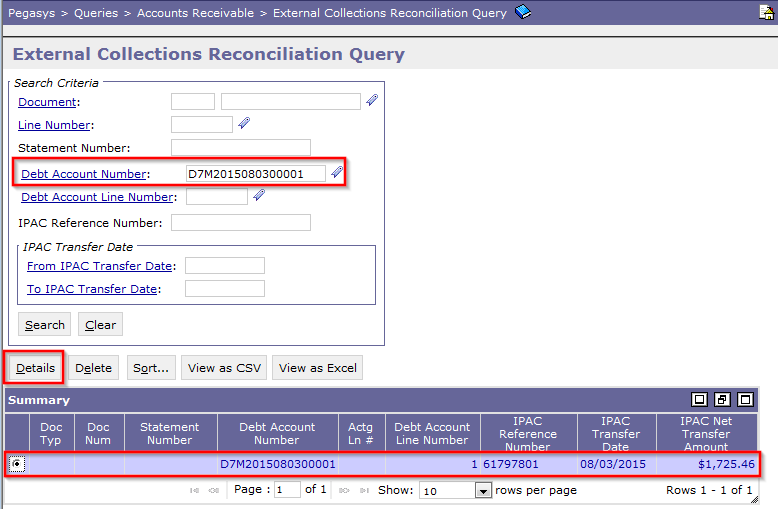 Pegasys > Queries > Accounts Receivable > External Collections Reconciliation Query
External Collections Reconciliation Query
Search Criteria
Document:
Line Number:
Statement Number:
Debt Account Number: D7M2015080300001
Debt Account Line Number:
IPAC Reference Number:
IPAC Transfer Date
From IPAC Transfer Date:
To IPAC Transfer Date:
Search Clear
Details Delete Sort... View as CSV View as Excel
Summary
Doc Typ Doc Num Statement Number Debt Account Number Actg Ln # Debt Account Line Number IPAC Reference Number IPAC Transfer Date IPAC Net Transfer Amount
D7M2015080300001 1 61797801 08/03/2015 $1,725.46
Page : 1 of 1 Show: 10 rows per page Rows 1 - 1 of 1